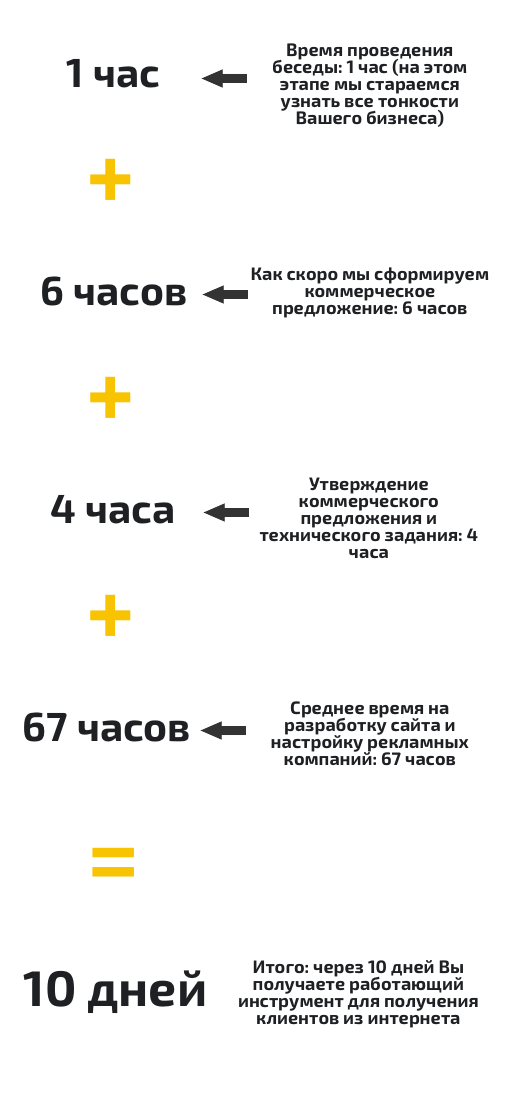 1 час
Время проведения
беседы: 1 час (на этом
этапе мы стараемся
узнать все тонкости
Вашего бизнеса)
+
6 часов
Как скоро мы сформируем
коммерческое
предложение: 6 часов
+
4 часа
Утверждение
коммерческого
предложения и
технического задания: 4
часа
+
67 часов
Среднее время на
разработку сайта и
настройку рекламных
компаний: 67 часов
=
10 дней
Итого: через 10 дней Вы
получаете работающий
инструмент для получения
клиентов из интернета